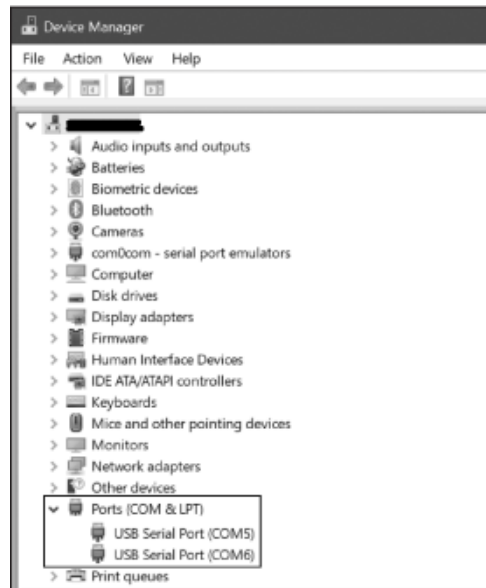 Device Manager
File Action View Help
Audio inputs and outputs
Batteries
Biometric devices
Bluetooth
Cameras
com0com - serial port emulators
Computer
Disk drives
Display adapters
Firmware
Human Interface Devices
IDE ATA/ATAPI controllers
Keyboards
Mice and other pointing devices
Monitors
Network adapters
Other devices
Ports (COM & LPT)
USB Serial Port (COM5)
USB Serial Port (COM6)
Print queues